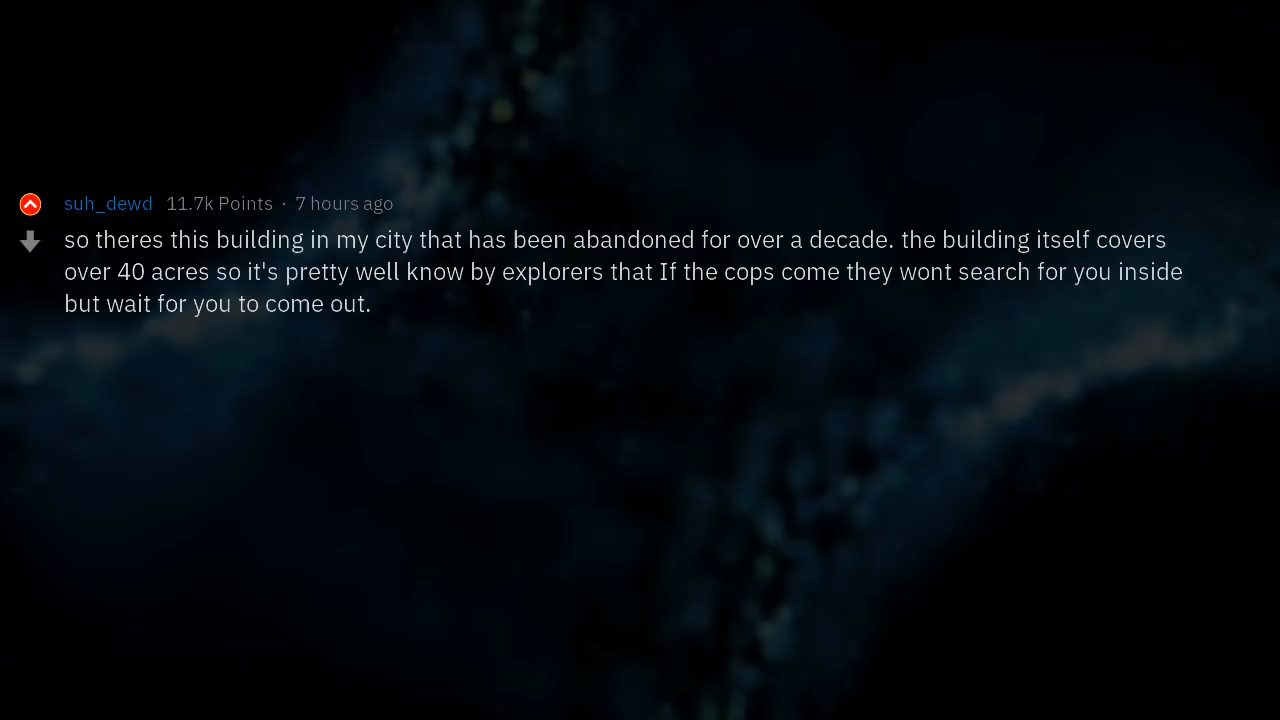 suh_dewd 11.7k Points · 7 hours ago
so theres this building in my city that has been abandoned for over a decade. the building itself covers
over 40 acres so it's pretty well know by explorers that If the cops come they wont search for you inside
but wait for you to come out.